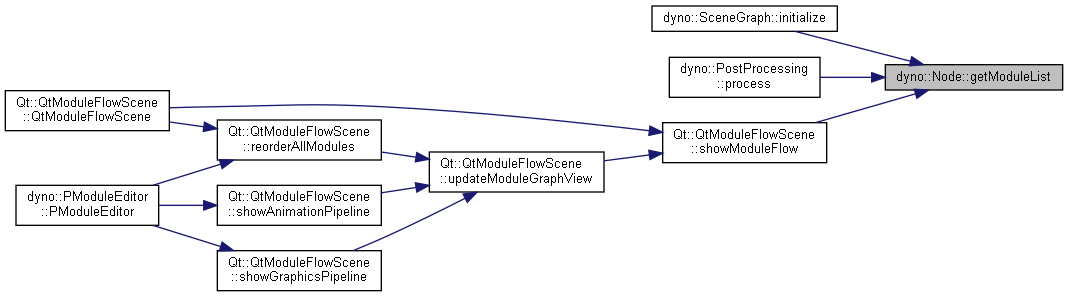 dyno::SceneGraph::initialize
dyno::PostProcessing
::process
dyno::Node::getModuleList
Qt::QtModuleFlowScene
::QtModuleFlowScene
Qt::QtModuleFlowScene
::reorderAllModules
Qt::QtModuleFlowScene
::showModuleFlow
Qt::QtModuleFlowScene
::updateModuleGraphView
dyno::PModuleEditor
::PModuleEditor
Qt::QtModuleFlowScene
::showAnimationPipeline
Qt::QtModuleFlowScene
::showGraphicsPipeline